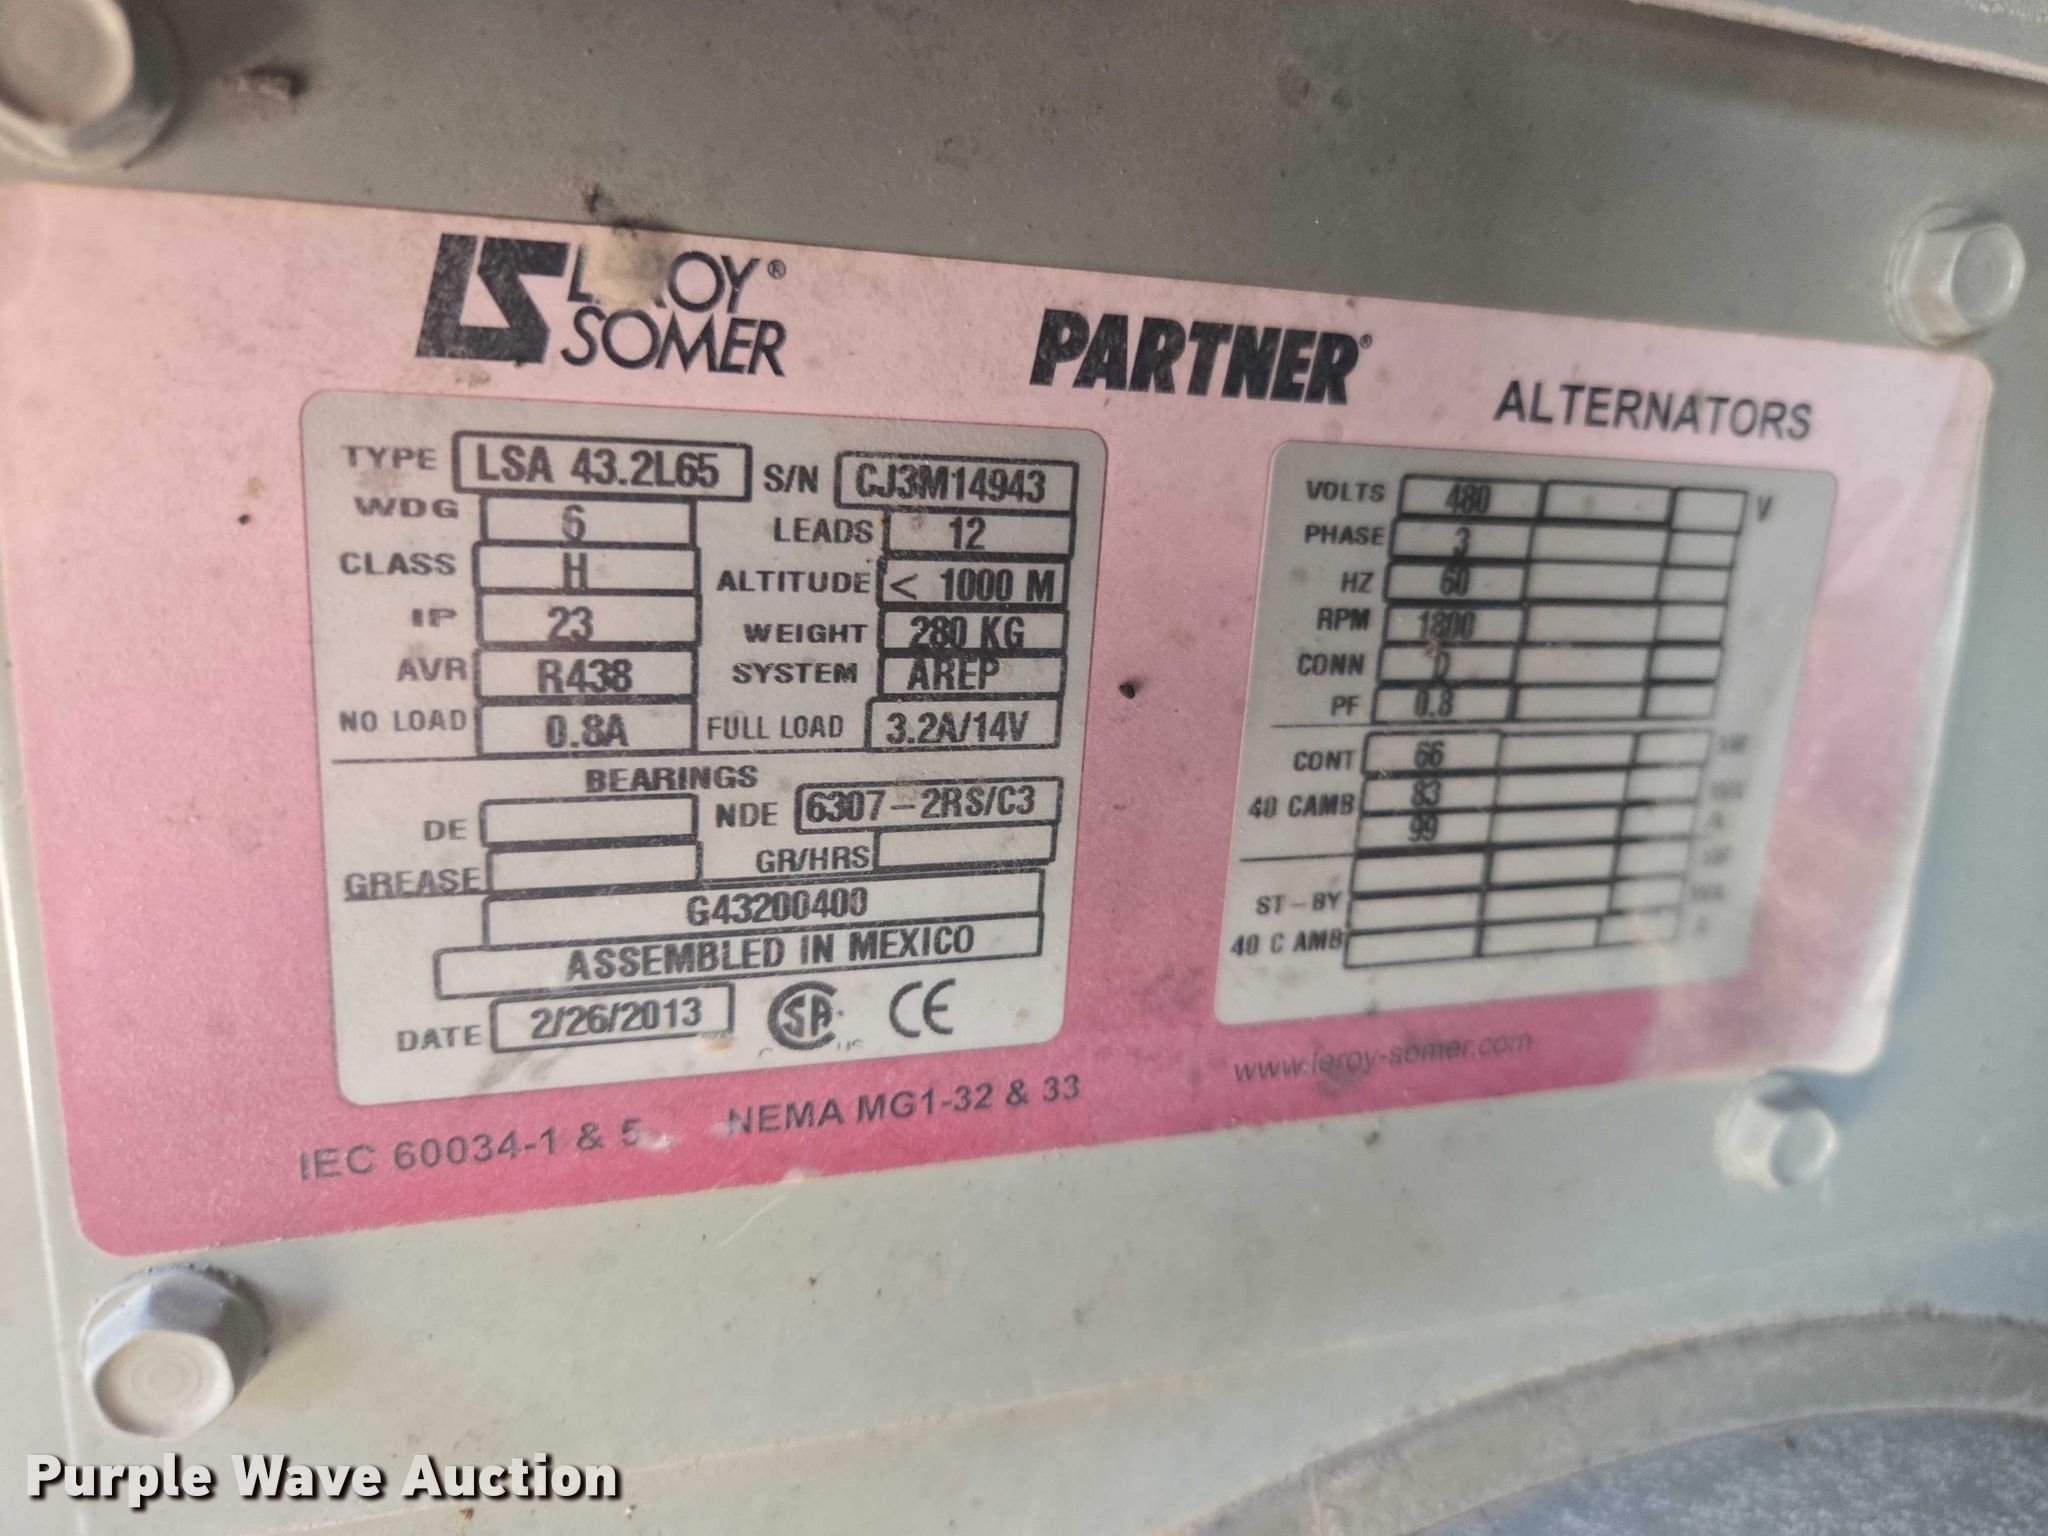 LEROY®
SOMER
PARTNER®
ALTERNATORS
TYPE LSA 43.2L65 S/N CJ3M14943
WDG 6 LEADS 12
CLASS H ALTITUDE < 1000 M
IP 23 WEIGHT 280 KG
AVR R438 SYSTEM AREP
NO LOAD 0.8A FULL LOAD 3.2A/14V
BEARINGS
DE NDE 6307-2RS/C3
GREASE GR/HRS
G43200400
ASSEMBLED IN MEXICO
DATE 2/26/2013 CE
IEC 60034-1 & 5 NEMA MG1-32 & 33
VOLTS 480 V
PHASE 3
HZ 60
RPM 1800
CONN D
PF 0.8
CONT 66
40 CAMB 83
99
ST-BY
40 C AMB
www.leroy-somer.com
Purple Wave Auction